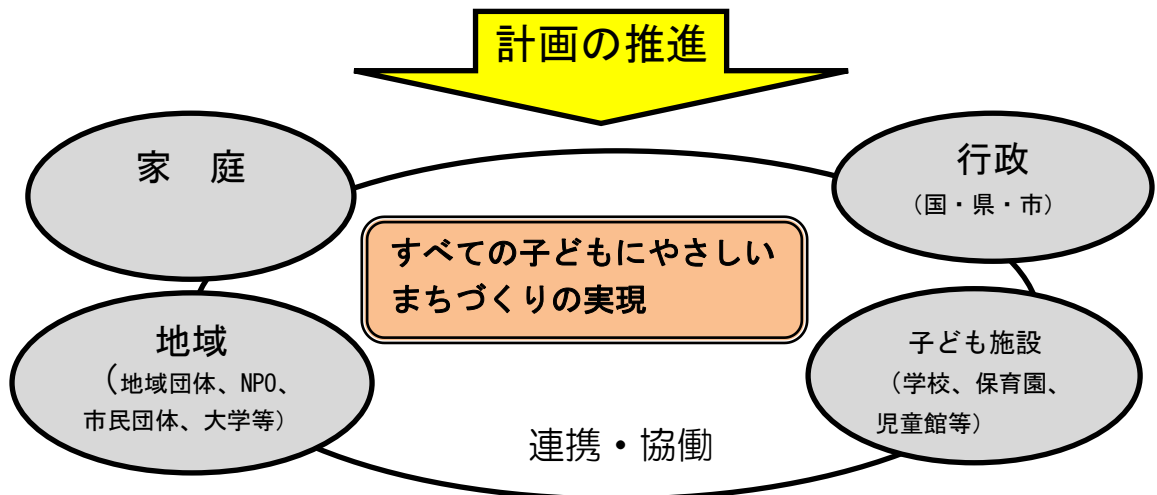 計画の推進
家　庭
行政
（国・県・市）
すべての子どもにやさしい
まちづくりの実現
地域
（地域団体、NPO、
市民団体、大学等）
子ども施設
（学校、保育園、
児童館等）
連携・協働